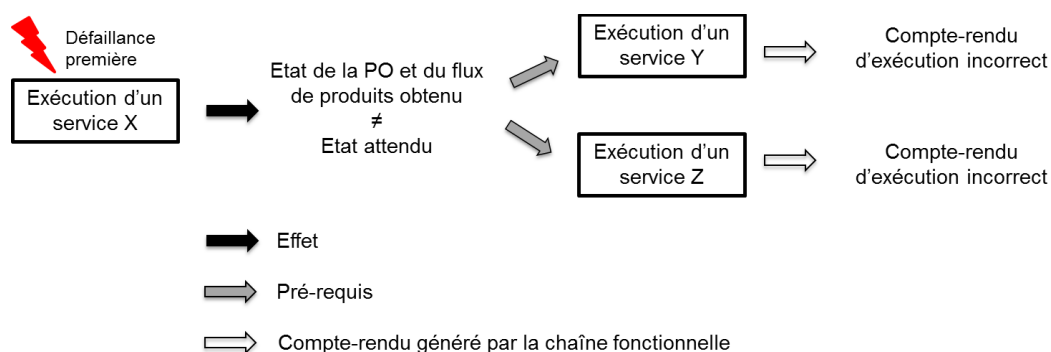 Défaillance
première
Exécution d'un
service X
Etat de la PO et du flux
de produits obtenu
≠
Etat attendu
Exécution d'un
service Y
Compte-rendu
d'exécution incorrect
Exécution d'un
service Z
Compte-rendu
d'exécution incorrect
Effet
Pré-requis
Compte-rendu généré par la chaîne fonctionnelle